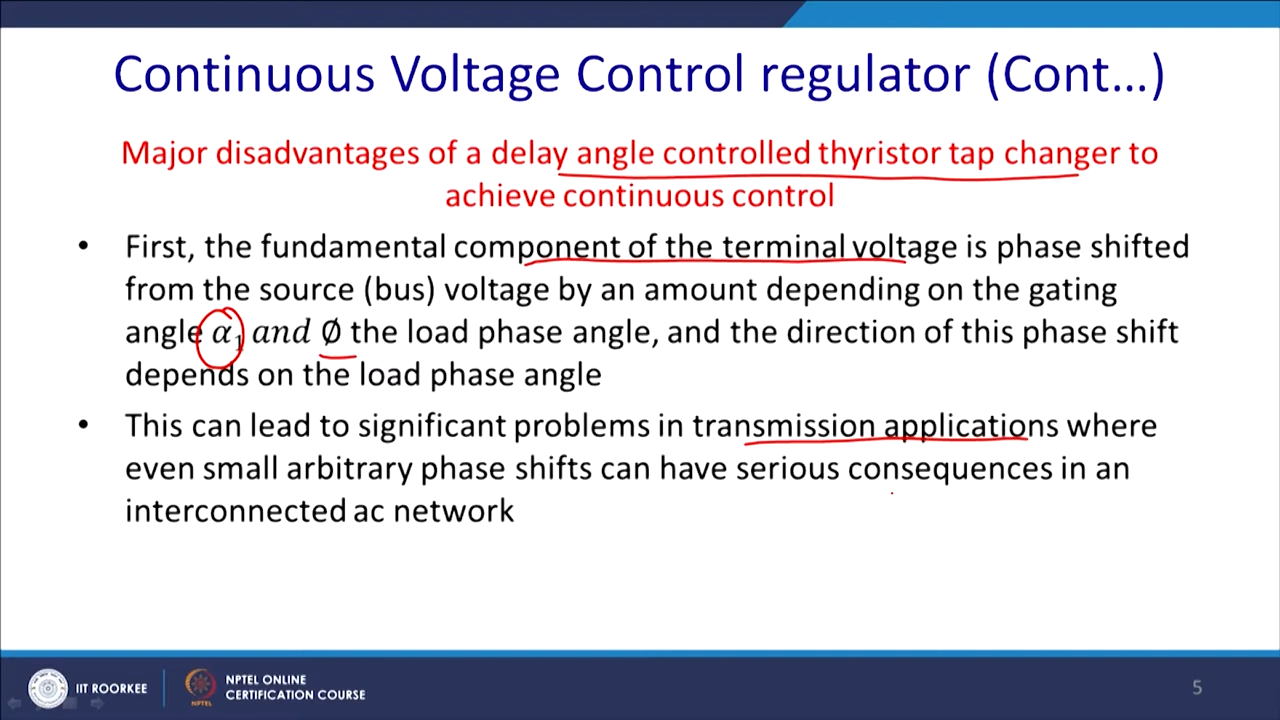 Continuous Voltage Control regulator (Cont...)
Major disadvantages of a delay angle controlled thyristor tap changer to
achieve continuous control
• First, the fundamental component of the terminal voltage is phase shifted
from the source (bus) voltage by an amount depending on the gating
angle α₁ and Ø the load phase angle, and the direction of this phase shift
depends on the load phase angle
• This can lead to significant problems in transmission applications where
even small arbitrary phase shifts can have serious consequences in an
interconnected ac network
IIT ROORKEE
NPTEL
NPTEL ONLINE
CERTIFICATION COURSE
5